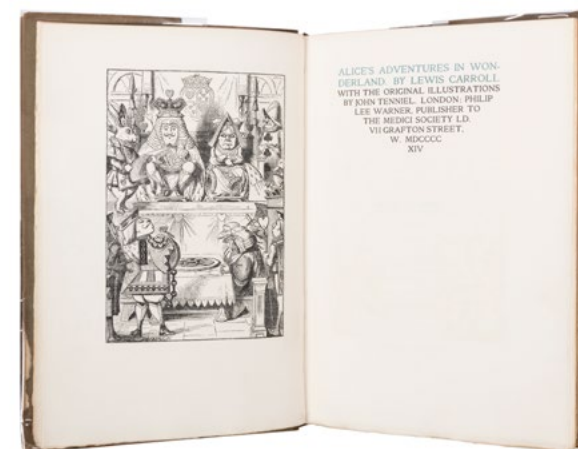 ALICE'S ADVENTURES IN WON-
DERLAND. BY LEWIS CARROLL.
WITH THE ORIGINAL ILLUSTRATIONS
BY JOHN TENNIEL. LONDON: PHILIP
LEE WARNER, PUBLISHER TO
THE MEDICI SOCIETY LD.
VII GRAFTON STREET,
W. MDCCCC
XIV